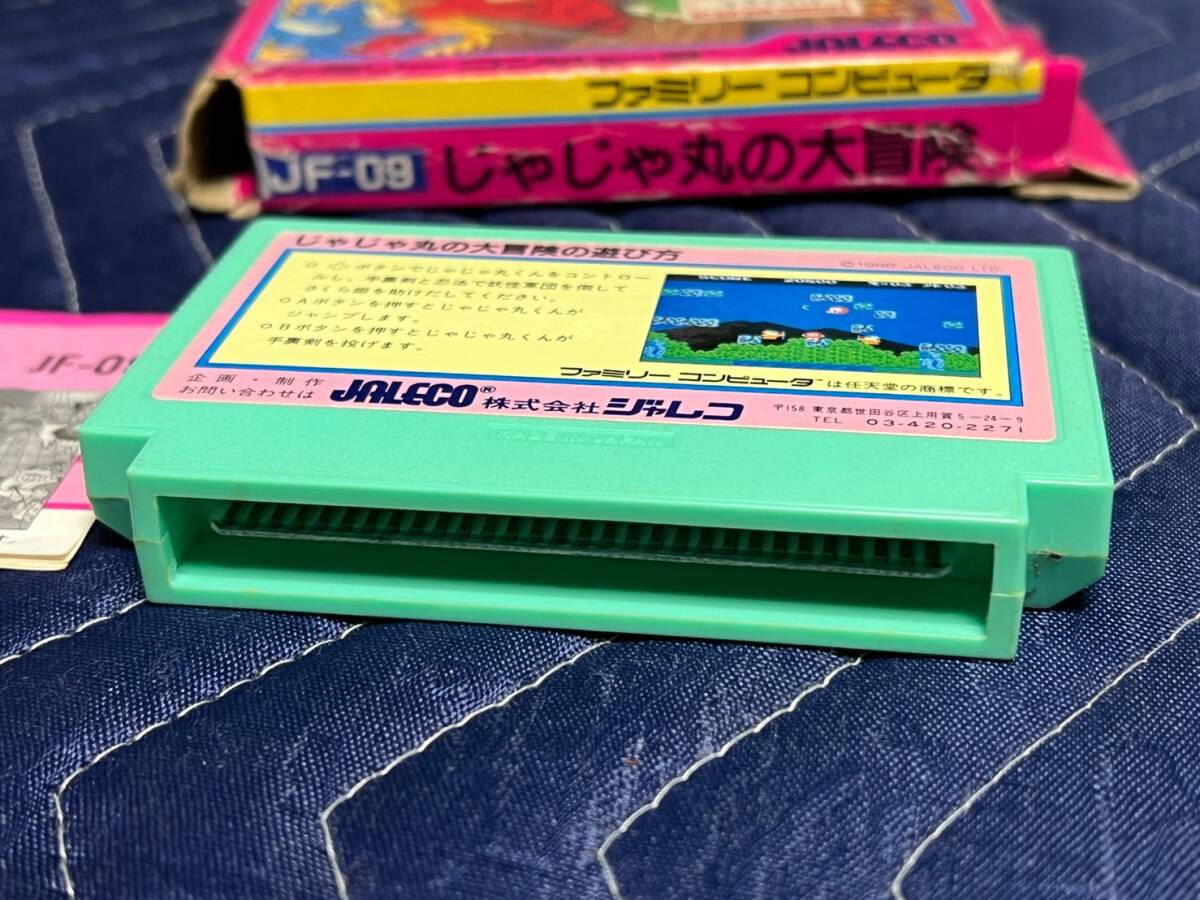 JALECO
ファミリー コンピュータ
JF-09 じゃじゃ丸の大冒険
じゃじゃ丸の大冒険の遊び方
©1986 JALECO LTD.
○ ボタンでじゃじゃ丸くんをコントロー
ルし、手裏剣と忍法で妖怪軍団を倒して
さくら姫を助けだしてください。
○Aボタンを押すとじゃじゃ丸くんが
ジャンプします。
○Bボタンを押すとじゃじゃ丸くんが
手裏剣を投げます。
SCORE 20800
ファミリー コンピュータ™は任天堂の商標です。
企画・制作
お問い合わせは JALECO® 株式会社ジャレコ
〒158 東京都世田谷区上用賀5-24-9
TEL 03-420-2271
MADE IN JAPAN
JF-09